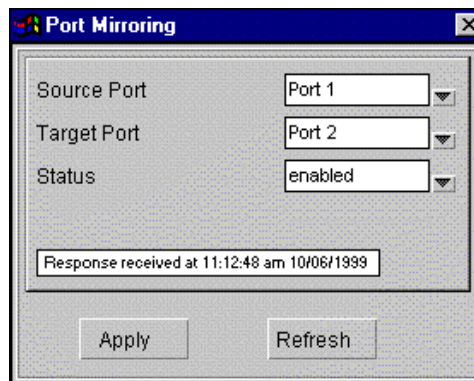 Port Mirroring
Source Port Port 1
Target Port Port 2
Status enabled
Response received at 11:12:48 am 10/06/1999
Apply Refresh